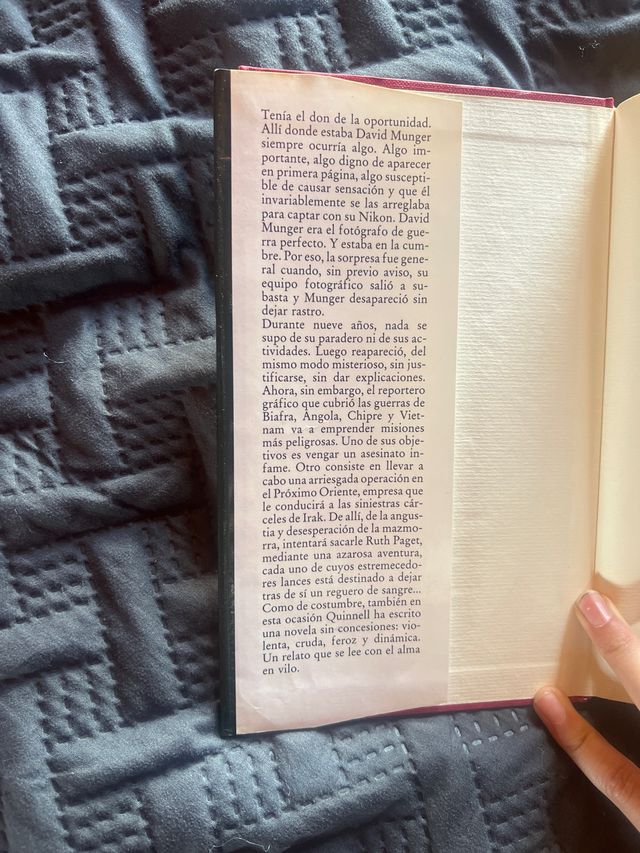 Tenía el don de la oportunidad.
Allí donde estaba David Munger
siempre ocurría algo. Algo im-
portante, algo digno de aparecer
en primera página, algo suscepti-
ble de causar sensación y que él
invariablemente se las arreglaba
para captar con su Nikon. David
Munger era el fotógrafo de gue-
rra perfecto. Y estaba en la cum-
bre. Por eso, la sorpresa fue gene-
ral cuando, sin previo aviso, su
equipo fotográfico salió a su-
basta y Munger desapareció sin
dejar rastro.
Durante nueve años, nada se
supo de su paradero ni de sus ac-
tividades. Luego reapareció, del
mismo modo misterioso, sin jus-
tificarse, sin dar explicaciones.
Ahora, sin embargo, el reportero
gráfico que cubrió las guerras de
Biafra, Angola, Chipre y Viet-
nam va a emprender misiones
más peligrosas. Uno de sus obje-
tivos es vengar un asesinato in-
fame. Otro consiste en llevar a
cabo una arriesgada operación en
el Próximo Oriente, empresa que
le conducirá a las siniestras cár-
celes de Irak. De allí, de la angus-
tia y desesperación de la mazmo-
rra, intentará sacarle Ruth Paget,
mediante una azarosa aventura,
cada uno de cuyos estremecedo-
res lances está destinado a dejar
tras de sí un reguero de sangre...
Como de costumbre, también en
esta ocasión Quinnell ha escrito
una novela sin concesiones: vio-
lenta, cruda, feroz y dinámica.
Un relato que se lee con el alma
en vilo.